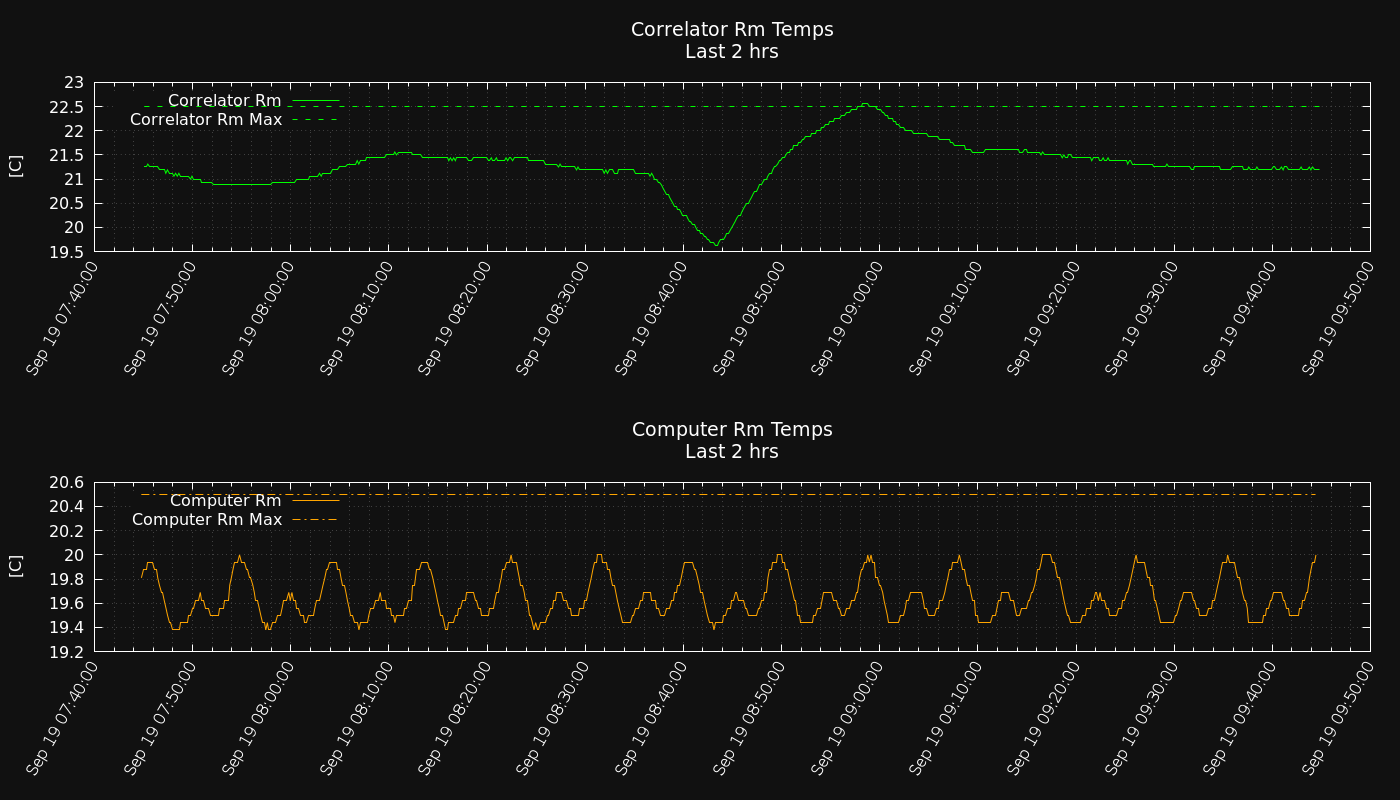 Correlator Rm Temps
Last 2 hrs
[C]
23
22.5
22
21.5
21
20.5
20
19.5
Correlator Rm
Correlator Rm Max
Sep 19 07:40:00
Sep 19 07:50:00
Sep 19 08:00:00
Sep 19 08:10:00
Sep 19 08:20:00
Sep 19 08:30:00
Sep 19 08:40:00
Sep 19 08:50:00
Sep 19 09:00:00
Sep 19 09:10:00
Sep 19 09:20:00
Sep 19 09:30:00
Sep 19 09:40:00
Sep 19 09:50:00
Computer Rm Temps
Last 2 hrs
[C]
20.6
20.4
20.2
20
19.8
19.6
19.4
19.2
Computer Rm
Computer Rm Max
Sep 19 07:40:00
Sep 19 07:50:00
Sep 19 08:00:00
Sep 19 08:10:00
Sep 19 08:20:00
Sep 19 08:30:00
Sep 19 08:40:00
Sep 19 08:50:00
Sep 19 09:00:00
Sep 19 09:10:00
Sep 19 09:20:00
Sep 19 09:30:00
Sep 19 09:40:00
Sep 19 09:50:00